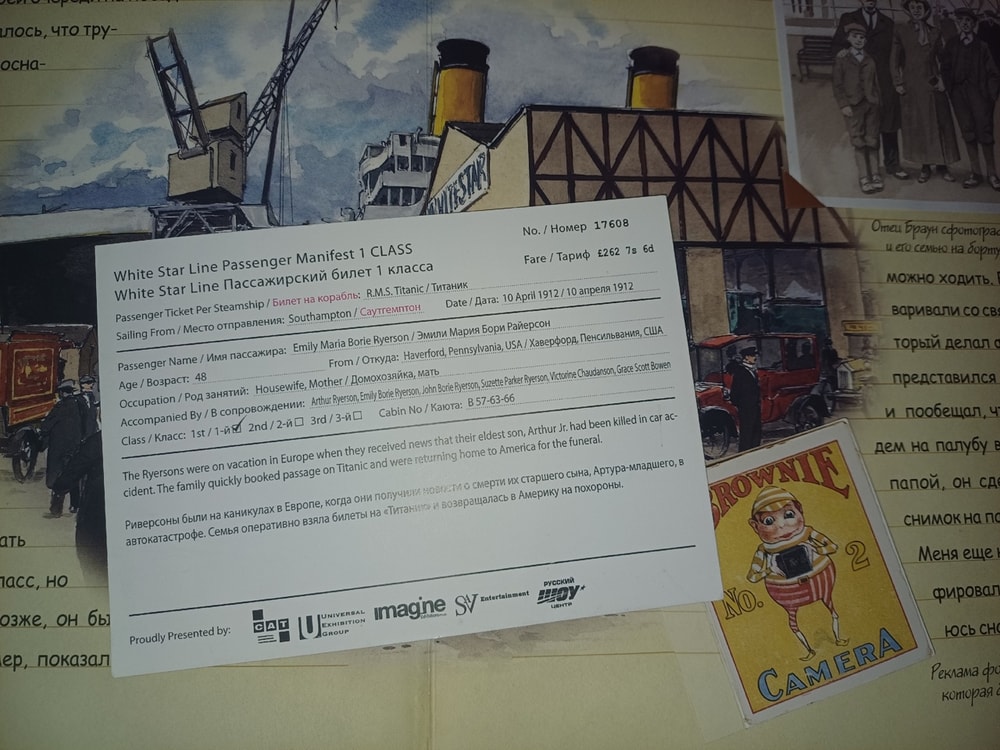 алось, что тру-
осна-
WHITE STAR
White Star Line Passenger Manifest 1 CLASS
White Star Line Пассажирский билет 1 класса
No. / Номер 17608
Fare / Тариф £262 7s 6d
Passenger Ticket Per Steamship / Билет на корабль: R.M.S. Titanic / Титаник
Sailing From / Место отправления: Southampton / Саутгемптон
Date / Дата: 10 April 1912 / 10 апреля 1912
Passenger Name / Имя пассажира: Emily Maria Borie Ryerson / Эмили Мария Бори Райерсон
Age / Возраст: 48
From / Откуда: Haverford, Pennsylvania, USA / Хаверфорд, Пенсильвания, США
Occupation / Род занятий: Housewife, Mother / Домохозяйка, мать
Accompanied By / В сопровождении: Arthur Ryerson, Emily Borie Ryerson, John Borie Ryerson, Suzette Parker Ryerson, Victorine Chaudanson, Grace Scott Bowen
Class / Класс: 1st / 1-й 2nd / 2-й 3rd / 3-й Cabin No / Каюта: B 57-63-66
The Ryersons were on vacation in Europe when they received news that their eldest son, Arthur Jr. had been killed in car ac-
cident. The family quickly booked passage on Titanic and were returning home to America for the funeral.
Риверсоны были на каникулах в Европе, когда они получили новости о смерти их старшего сына, Артура-младшего, в
автокатастрофе. Семья оперативно взяла билеты на «Титаник» и возвращалась в Америку на похороны.
Proudly Presented by:
САТ
UNIVERSAL
EXHIBITION
GROUP
imagine
SV Entertainment
РУССКИЙ
ШОУ
ЦЕНТР
ать
ласс, но
озже, он бы
ер, показал
Отец Браун сфотограф
и его семью на борту
можно ходить.
варивали со св
торый делал
представился
и пообещал, ч
дем на палубу в
папой, он сде
снимок на па
Меня еще
фировал
юсь сно
Реклама фо
которая
BROWNIE
No. 2
CAMERA